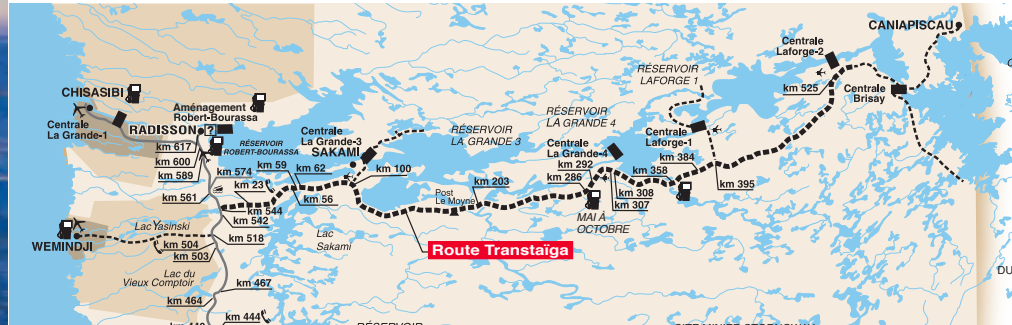 CANIAPISCAU
Centrale
Laforge-2
km 525
Centrale
Brisay
RÉSERVOIR
LAFORGE 1
Centrale
Laforge-1
km 384
km 395
CHISASIBI
Centrale
La Grande-1
Aménagement
Robert-Bourassa
RADISSON
?
km 617
km 600
km 589
km 574
km 561
RÉSERVOIR
ROBERT-BOURASSA
km 59
km 62
km 23
km 56
km 544
km 542
Centrale
La Grande-3
SAKAMI
km 100
RÉSERVOIR
LA GRANDE 3
RÉSERVOIR
LA GRANDE 4
Centrale
La Grande-4
km 292
km 286
km 358
km 308
km 307
km 203
Post
Le Moyne
MAI À
OCTOBRE
Route Transtaïga
WEMINDJI
Lac Yasinski
km 518
km 504
km 503
Lac
Sakami
Lac du
Vieux Comptoir
km 467
km 464
km 444
RÉSERVOIR
DU